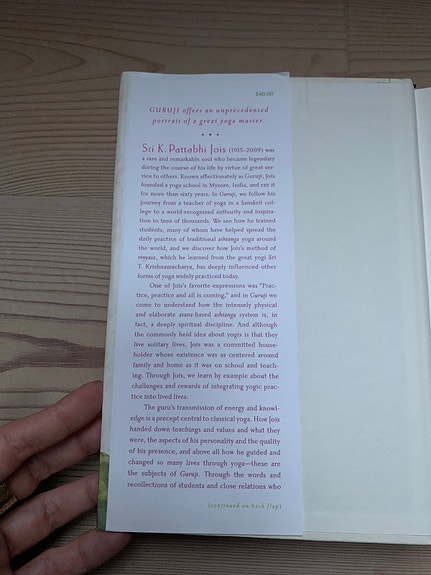 $40.00
GURUJI offers an unprecedented
portrait of a great yoga master.
• • •
Sri K. Pattabhi Jois (1915–2009) was
a rare and remarkable soul who became legendary
during the course of his life by virtue of great ser-
vice to others. Known affectionately as Guruji, Jois
founded a yoga school in Mysore, India, and ran it
for more than sixty years. In Guruji, we follow his
journey from a teacher of yoga in a Sanskrit col-
lege to a world-recognized authority and inspira-
tion to tens of thousands. We see how he trained
students, many of whom have helped spread the
daily practice of traditional ashtanga yoga around
the world, and we discover how Jois's method of
vinyasa, which he learned from the great yogi Sri
T. Krishnamacharya, has deeply influenced other
forms of yoga widely practiced today.
One of Jois's favorite expressions was "Prac-
tice, practice and all is coming," and in Guruji we
come to understand how the intensely physical
and elaborate asana-based ashtanga system is, in
fact, a deeply spiritual discipline. And although
the commonly held idea about yogis is that they
live solitary lives, Jois was a committed house-
holder whose existence was as centered around
family and home as it was on school and teach-
ing. Through Jois, we learn by example about the
challenges and rewards of integrating yogic prac-
tice into lived lives.
The guru's transmission of energy and knowl-
edge is a precept central to classical yoga. How Jois
handed down teachings and values and what they
were, the aspects of his personality and the quality
of his presence, and above all how he guided and
changed so many lives through yoga—these are
the subjects of Guruji. Through the words and
recollections of students and close relations who
(continued on back flap)